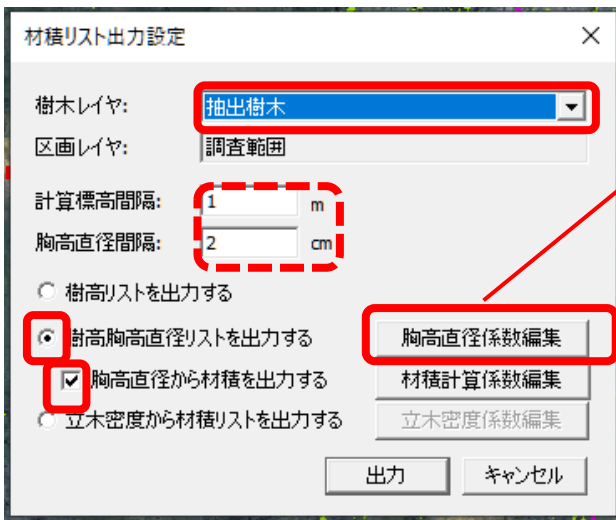 材積リスト出力設定
樹木レイヤ: 抽出樹木
区画レイヤ: 調査範囲
計算標高間隔: 1 m
胸高直径間隔: 2 cm
樹高リストを出力する
樹高胸高直径リストを出力する 胸高直径係数編集
胸高直径から材積を出力する 材積計算係数編集
立木密度から材積リストを出力する 立木密度係数編集
出力 キャンセル